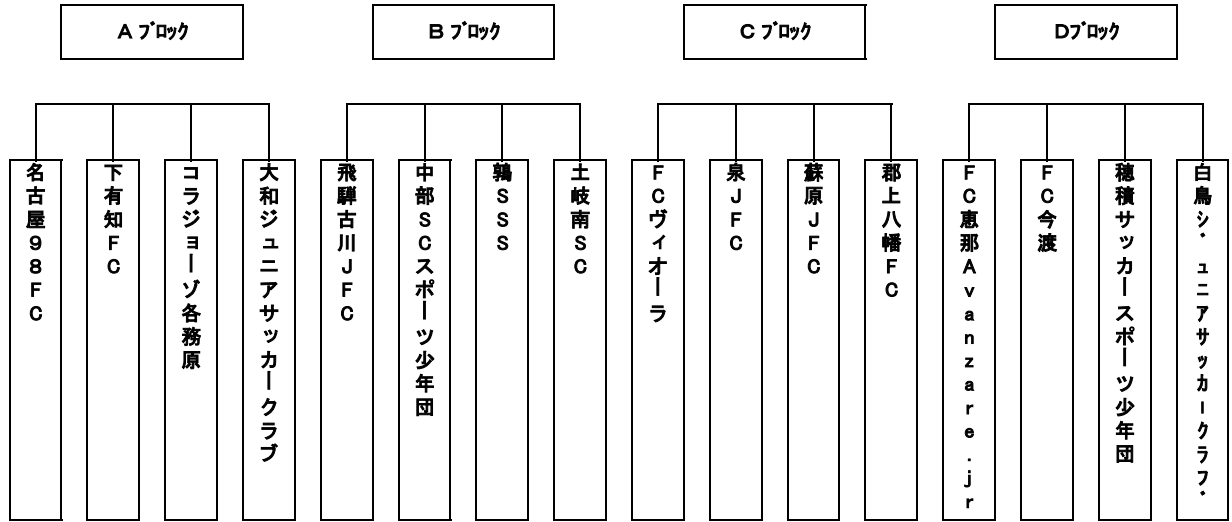 Aブロック
Bブロック
Cブロック
Dブロック
名古屋98FC
下有知FC
コラジョーゾ各務原
大和ジュニアサッカークラブ
飛騨古川JFC
中部SCスポーツ少年団
鶉SSS
土岐南SC
FCヴィオーラ
泉JFC
蘇原JFC
郡上八幡FC
FC恵那Avanzare.jr
FC今渡
穂積サッカースポーツ少年団
白鳥ジュニアサッカークラブ